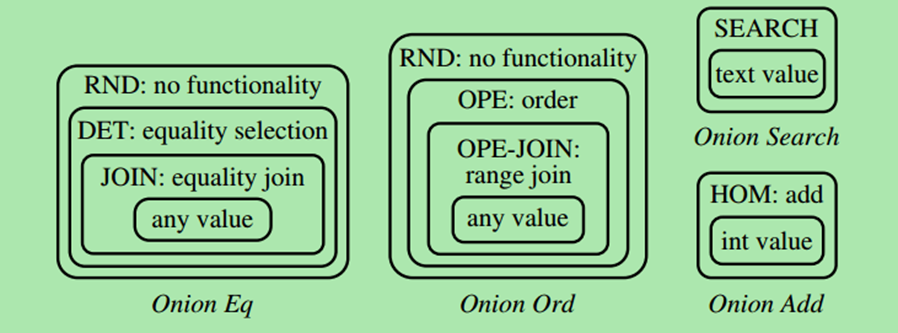 RND: no functionality
DET: equality selection
JOIN: equality join
any value
Onion Eq
RND: no functionality
OPE: order
OPE-JOIN:
range join
any value
Onion Ord
SEARCH
text value
Onion Search
HOM: add
int value
Onion Add